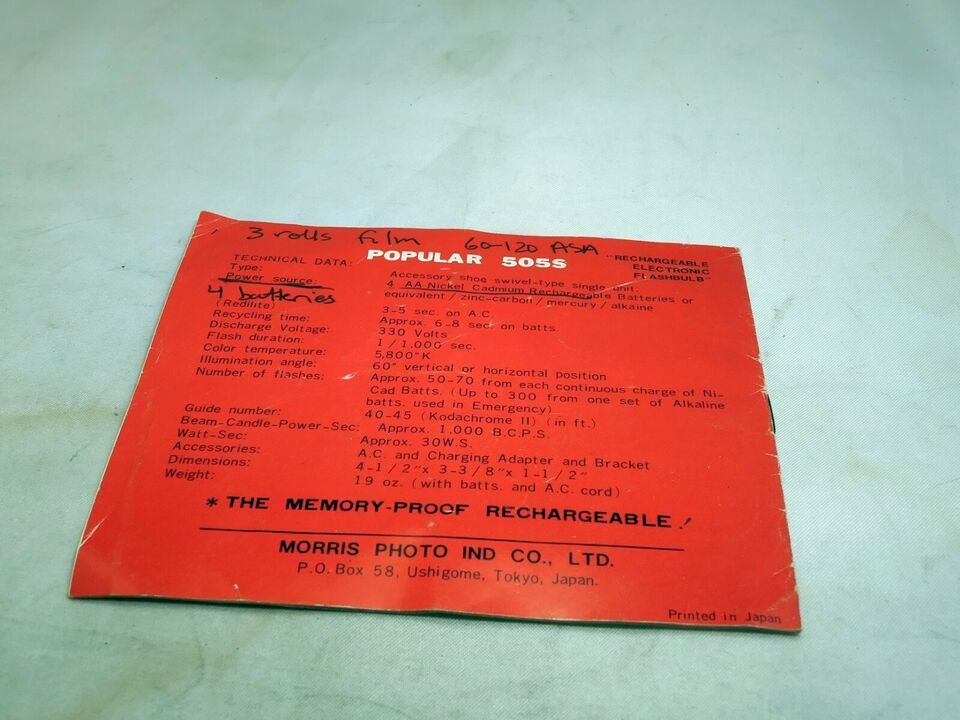 3 rolls film 60-120 ASA
TECHNICAL DATA: POPULAR 505S "RECHARGEABLE
ELECTRONIC
FLASHBULB"
Type: Accessory shoe swivel-type single unit
Power source: 4 AA Nickel Cadmium Rechargeable Batteries or
4 batteries equivalent/zinc-carbon/mercury/alkaline
(Redilite) 3-5 sec. on A.C.
Recycling time: Approx. 6-8 sec. on batts.
Discharge Voltage: 330 Volts
Flash duration: 1/1,000 sec.
Color temperature: 5,800°K
Illumination angle: 60° vertical or horizontal position
Number of flashes: Approx. 50-70 from each continuous charge of Ni-
Cad Batts. (Up to 300 from one set of Alkaline
batts. used in Emergency)
Guide number: 40-45 (Kodachrome II) (in ft.)
Beam-Candle-Power-Sec: Approx. 1,000 B.C.P.S.
Watt-Sec: Approx. 30W.S.
Accessories: A.C. and Charging Adapter and Bracket
Dimensions: 4-1/2"x 3-3/8"x 1-1/2"
Weight: 19 oz. (with batts. and A.C. cord)
* THE MEMORY-PROOF RECHARGEABLE!
MORRIS PHOTO IND CO., LTD.
P.O. Box 58, Ushigome, Tokyo, Japan.
Printed in Japan